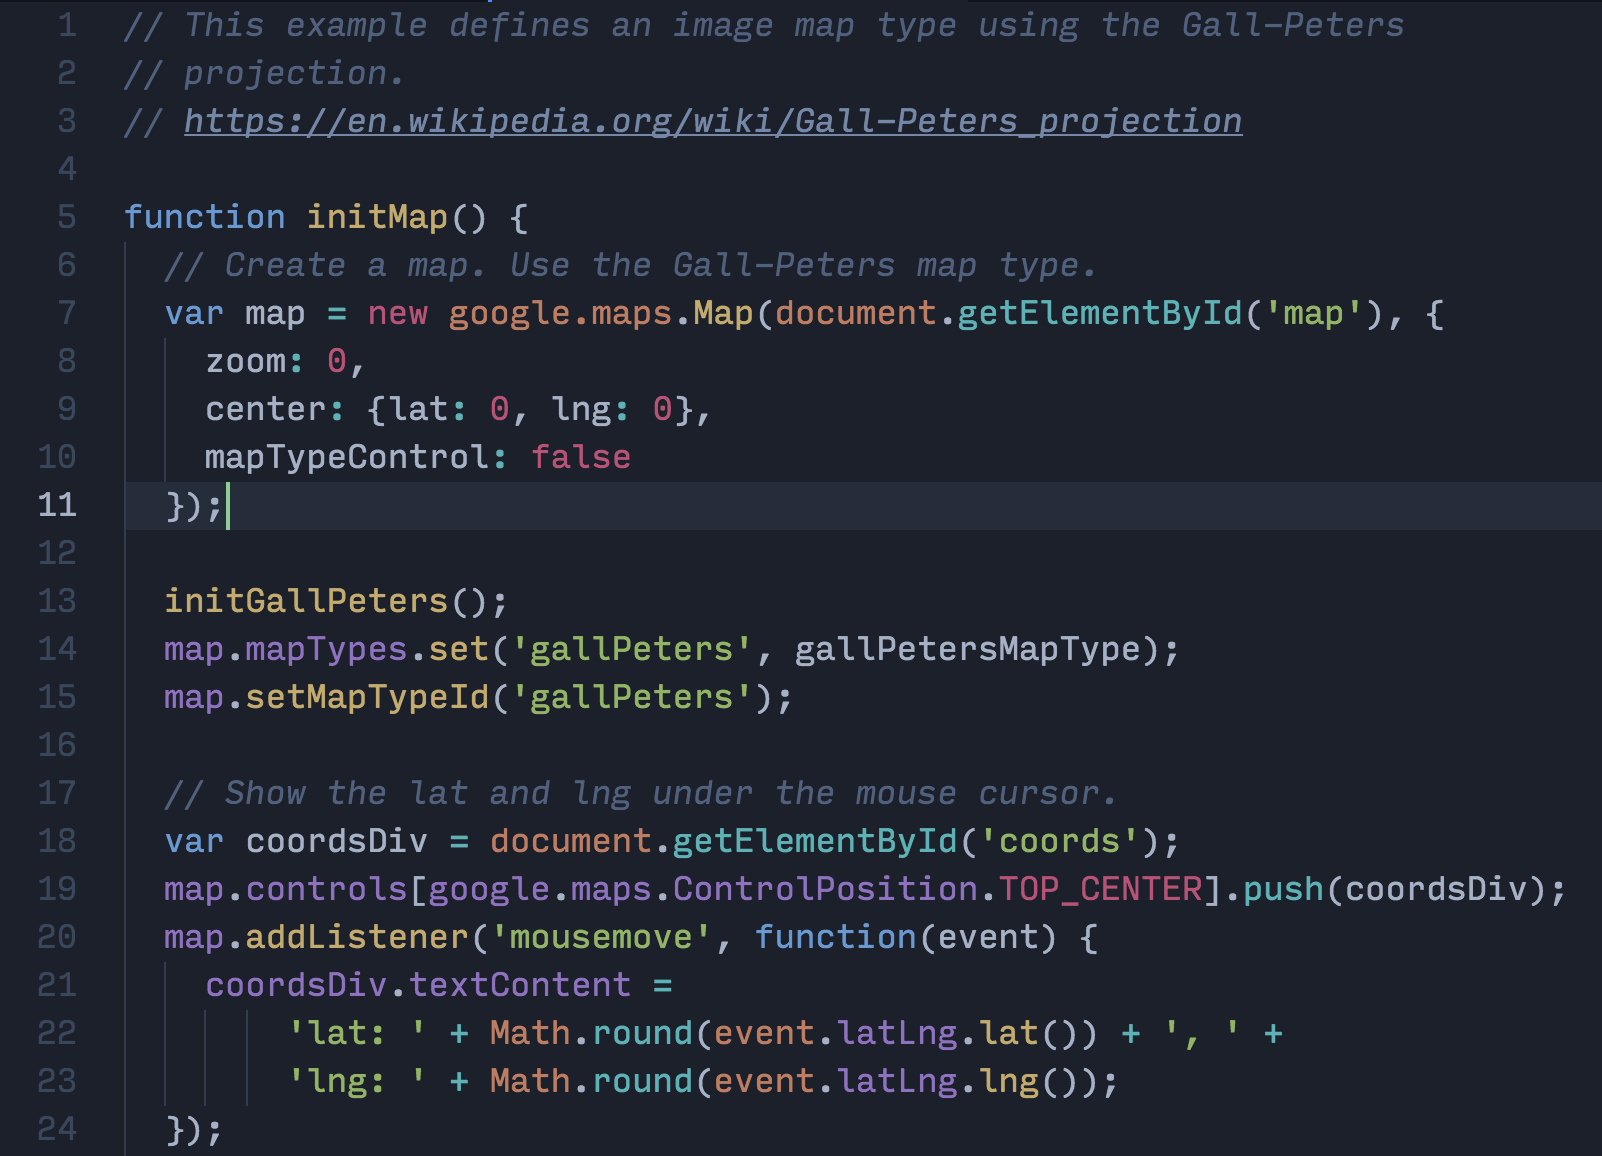 1 // This example defines an image map type using the Gall-Peters
2 // projection.
3 // https://en.wikipedia.org/wiki/Gall-Peters_projection
4
5 function initMap() {
6   // Create a map. Use the Gall-Peters map type.
7   var map = new google.maps.Map(document.getElementById('map'), {
8     zoom: 0,
9     center: {lat: 0, lng: 0},
10     mapTypeControl: false
11   });
12
13   initGallPeters();
14   map.mapTypes.set('gallPeters', gallPetersMapType);
15   map.setMapTypeId('gallPeters');
16
17   // Show the lat and lng under the mouse cursor.
18   var coordsDiv = document.getElementById('coords');
19   map.controls[google.maps.ControlPosition.TOP_CENTER].push(coordsDiv);
20   map.addListener('mousemove', function(event) {
21     coordsDiv.textContent =
22         'lat: ' + Math.round(event.latLng.lat()) + ', ' +
23         'lng: ' + Math.round(event.latLng.lng());
24   });